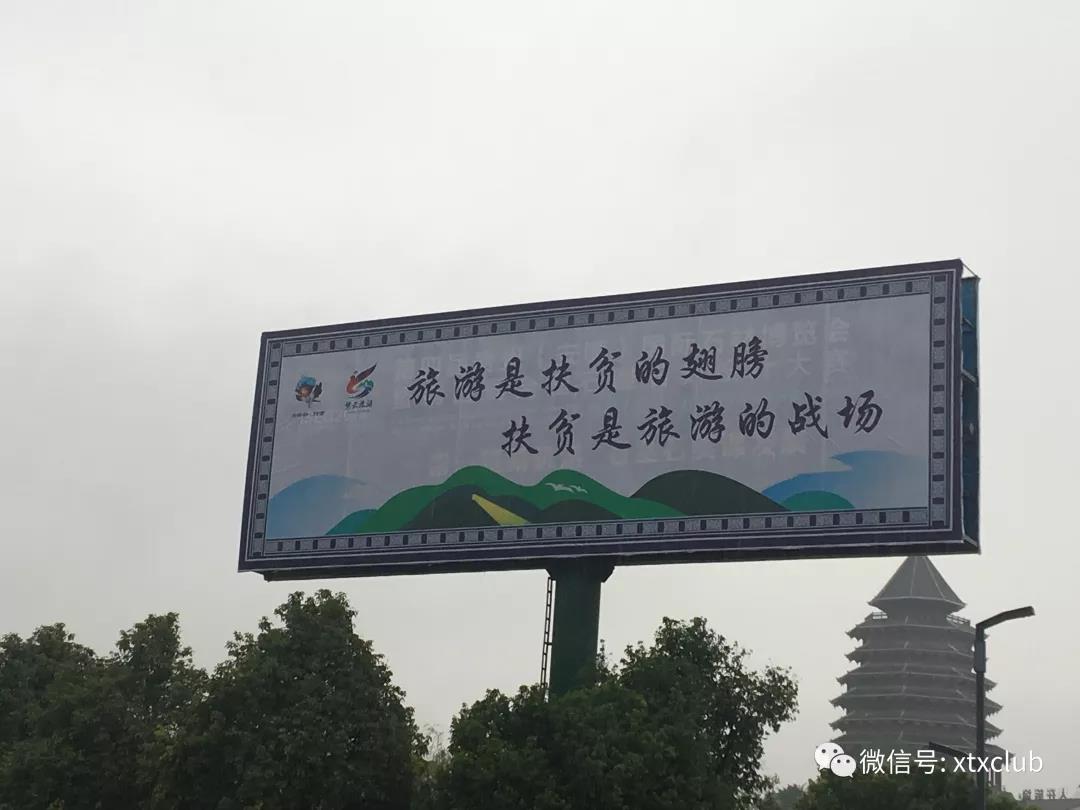 旅游是扶贫的翅膀
扶贫是旅游的战场
微信号: xtxclub